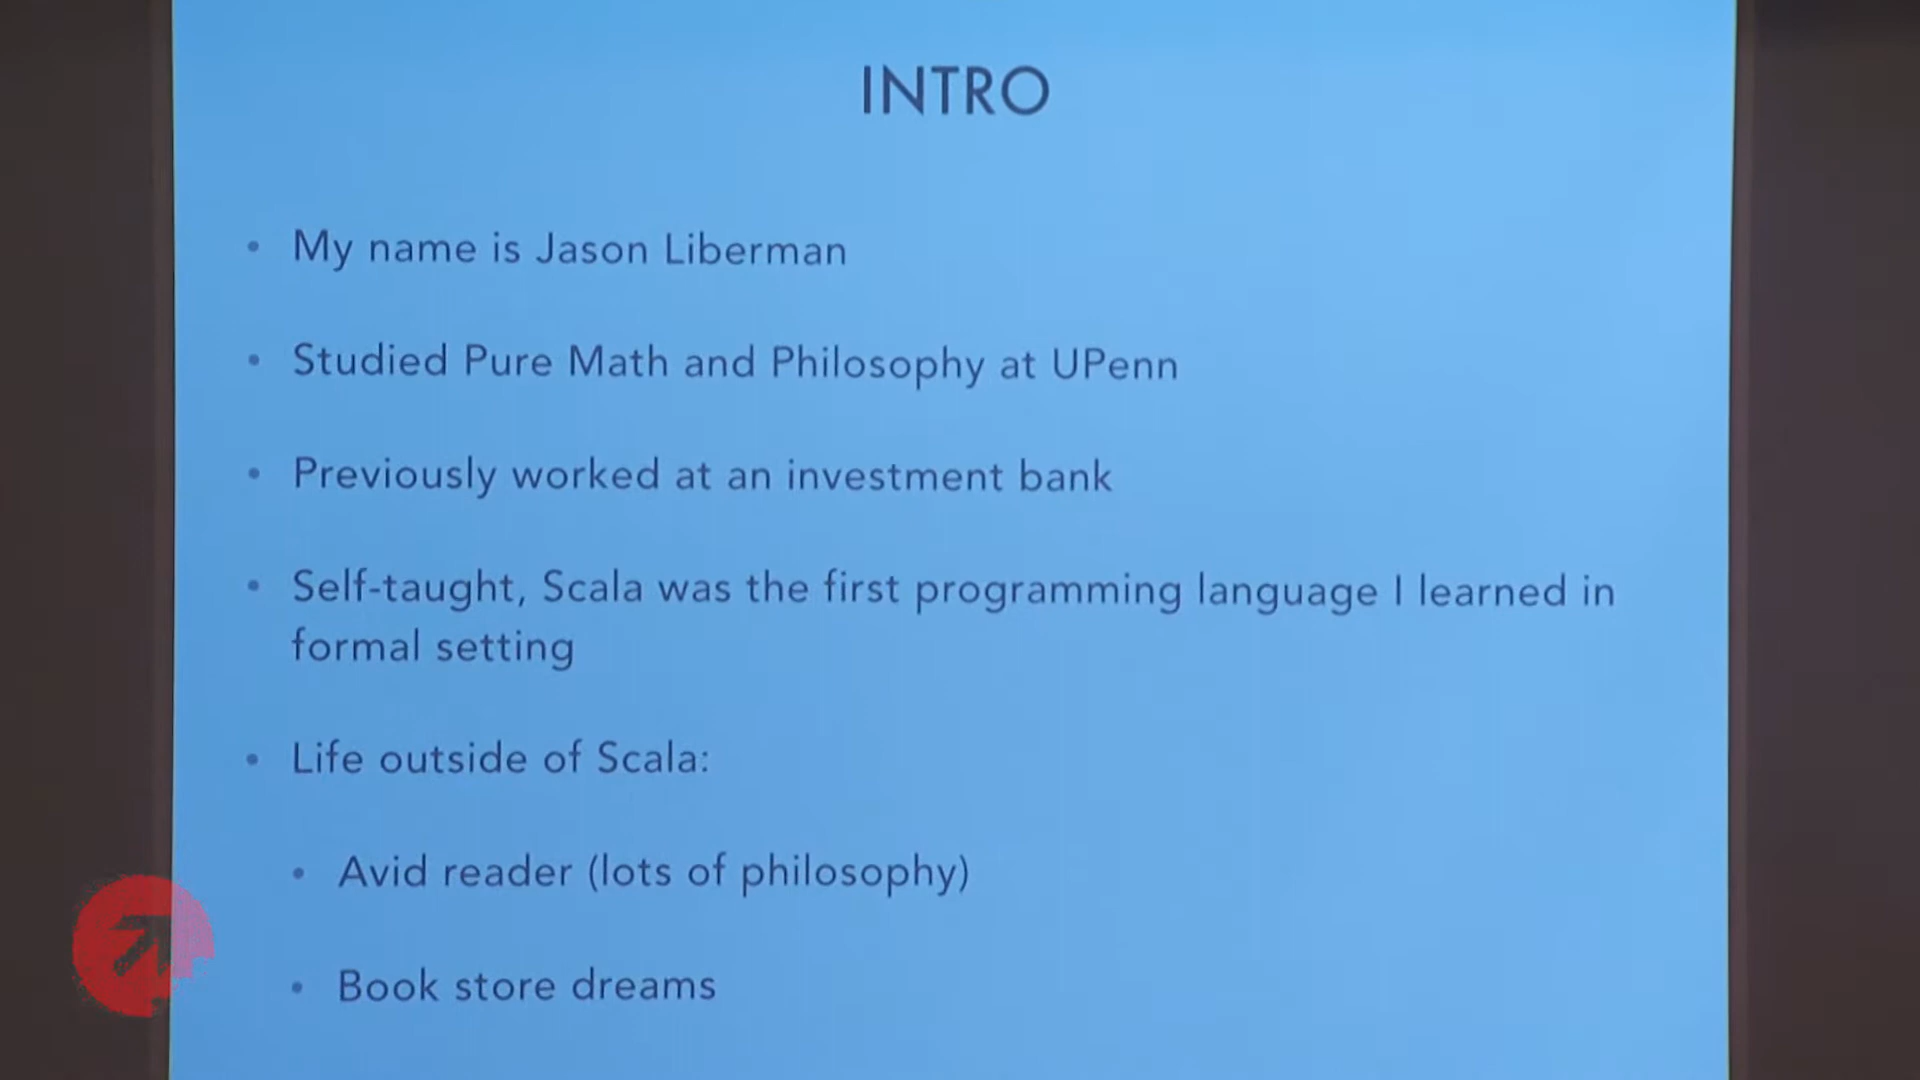 INTRO
• My name is Jason Liberman
• Studied Pure Math and Philosophy at UPenn
• Previously worked at an investment bank
• Self-taught, Scala was the first programming language I learned in
formal setting
• Life outside of Scala:
• Avid reader (lots of philosophy)
• Book store dreams